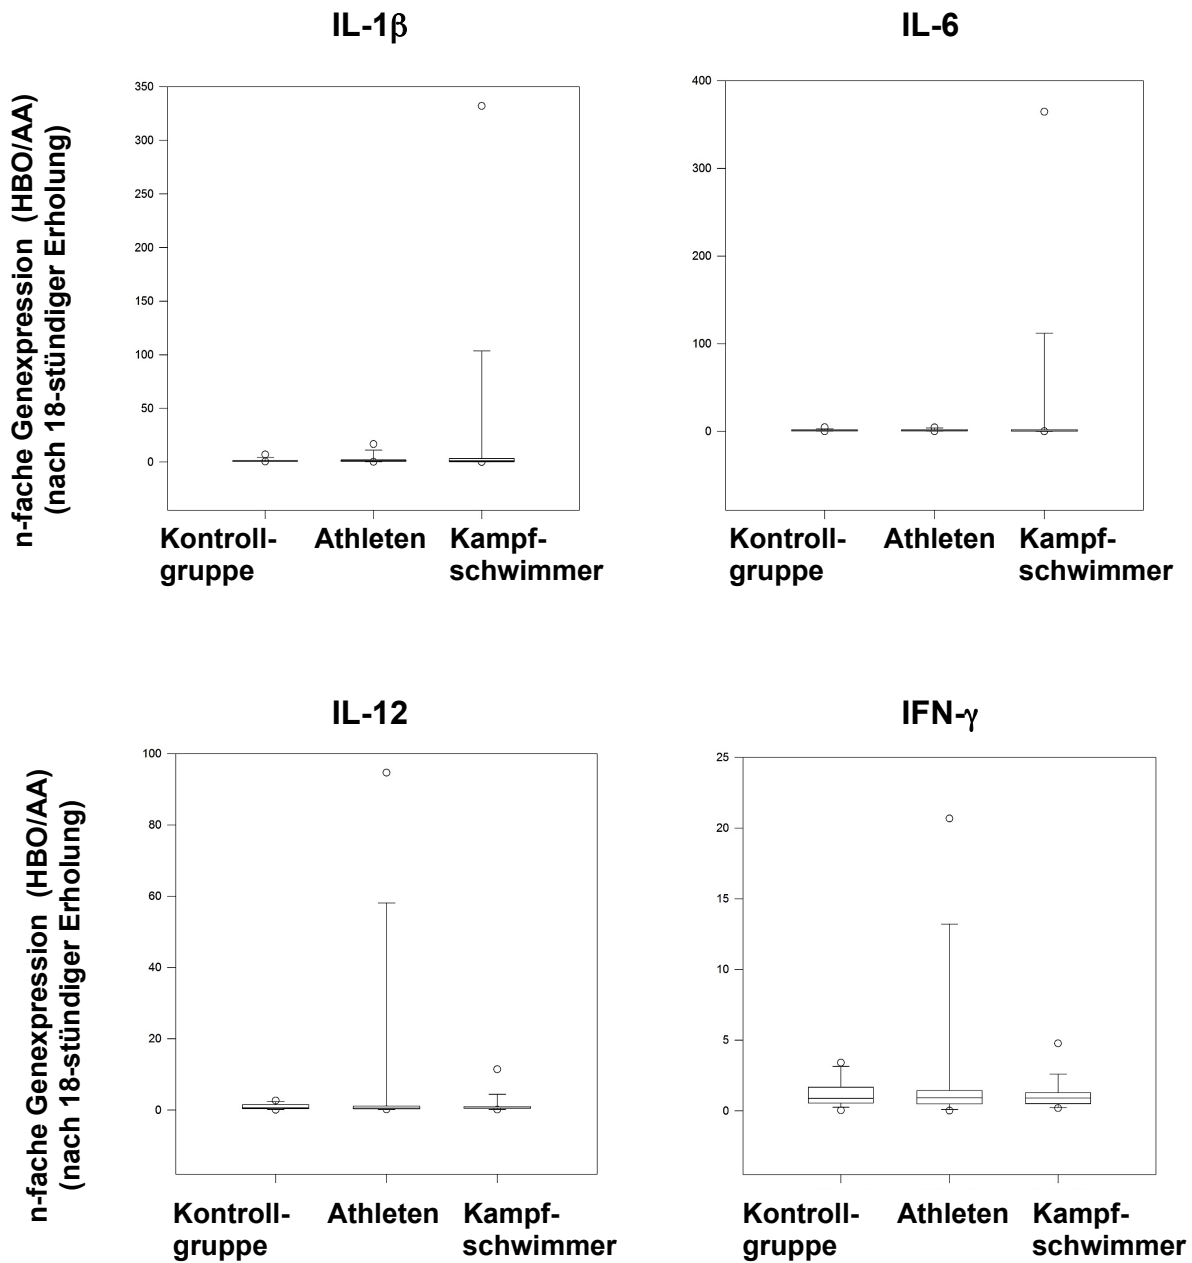 IL-1β
IL-6
n-fache Genexpression (HBO/AA)
(nach 18-stündiger Erholung)
350
300
250
200
150
100
50
0
400
300
200
100
0
Kontroll-
gruppe
Athleten
Kampf-
schwimmer
Kontroll-
gruppe
Athleten
Kampf-
schwimmer
IL-12
IFN-γ
n-fache Genexpression (HBO/AA)
(nach 18-stündiger Erholung)
100
80
60
40
20
0
25
20
15
10
5
0
Kontroll-
gruppe
Athleten
Kampf-
schwimmer
Kontroll-
gruppe
Athleten
Kampf-
schwimmer